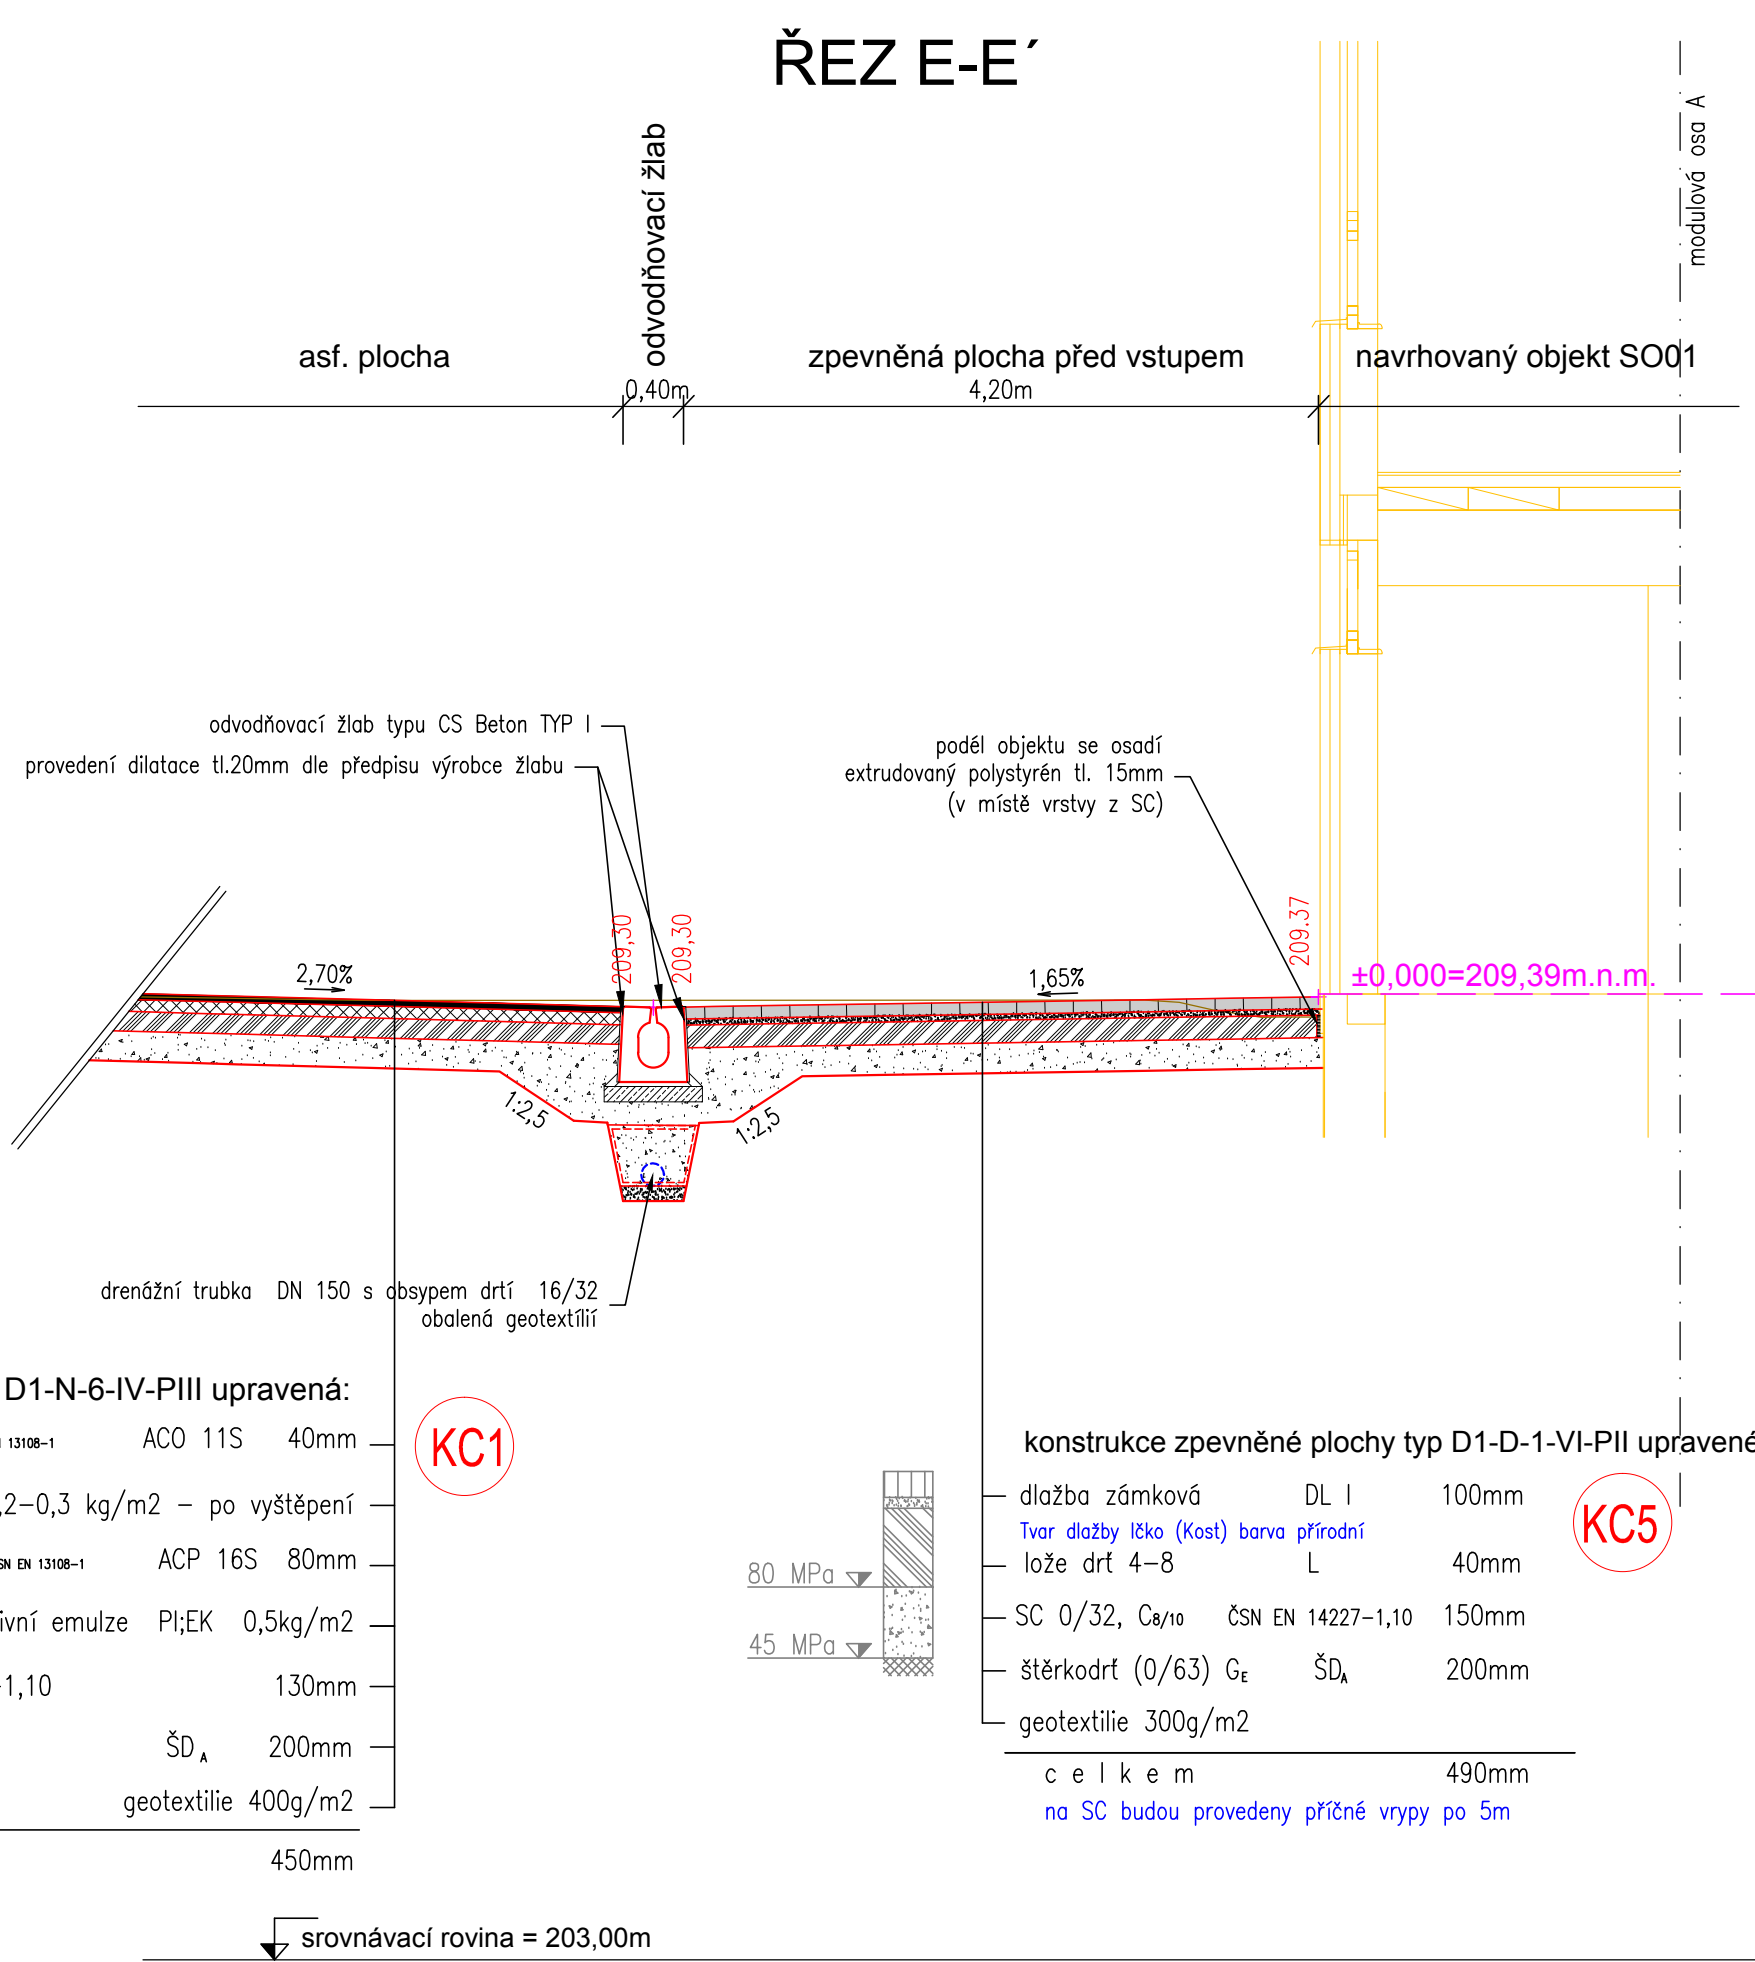 ŘEZ E-E´
modulová osa A
odvodňovací žlab
asf. plocha
zpevněná plocha před vstupem
navrhovaný objekt SO01
0,40m
4,20m
odvodňovací žlab typu CS Beton TYP I
provedení dilatace tl.20mm dle předpisu výrobce žlabu
podél objektu se osadí
extrudovaný polystyrén tl. 15mm
(v místě vrstvy z SC)
209,30
209,30
209.37
2,70%
1,65%
±0,000=209,39m.n.m.
1:2,5
1:2,5
drenážní trubka DN 150 s obsypem drtí 16/32
obalená geotextílií
D1-N-6-IV-PIII upravená:
13108-1 ACO 11S 40mm
KC1
,2-0,3 kg/m2 – po vyštěpení
SN EN 13108-1 ACP 16S 80mm
ivní emulze PI;EK 0,5kg/m2
-1,10 130mm
ŠDA 200mm
geotextilie 400g/m2
450mm
konstrukce zpevněné plochy typ D1-D-1-VI-PII upravené
dlažba zámková DL I 100mm
Tvar dlažby Ičko (Kost) barva přírodní
KC5
lože drť 4-8 L 40mm
80 MPa
SC 0/32, C8/10 ČSN EN 14227-1,10 150mm
45 MPa
štěrkodrť (0/63) GE ŠDA 200mm
geotextilie 300g/m2
celkem 490mm
na SC budou provedeny příčné vrypy po 5m
srovnávací rovina = 203,00m